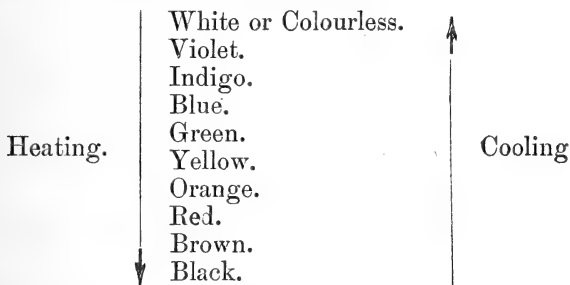 White or Colourless.
Violet.
Indigo.
Blue.
Green.
Heating. Yellow. Cooling
Orange.
Red.
Brown.
Black.